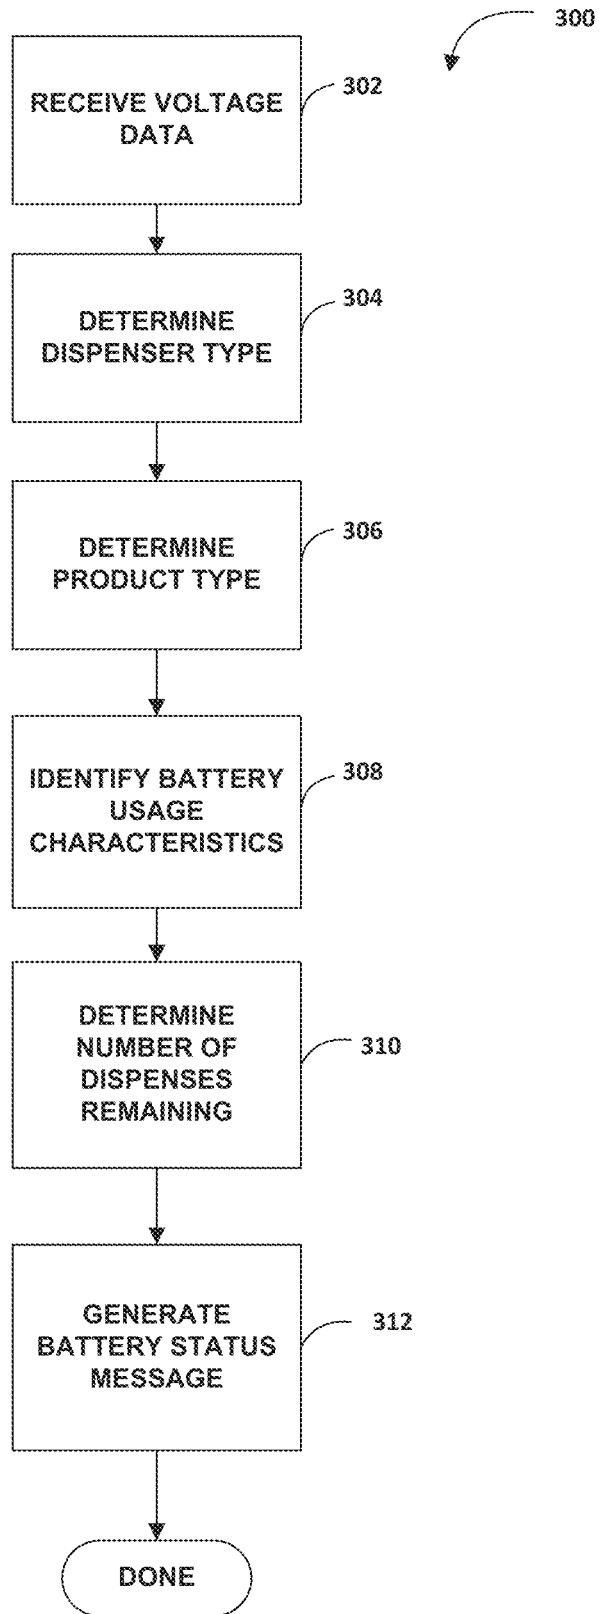 300
RECEIVE VOLTAGE
DATA
302
DETERMINE
DISPENSER TYPE
304
DETERMINE
PRODUCT TYPE
306
IDENTIFY BATTERY
USAGE
CHARACTERISTICS
308
DETERMINE
NUMBER OF
DISPENSES
REMAINING
310
GENERATE
BATTERY STATUS
MESSAGE
312
DONE